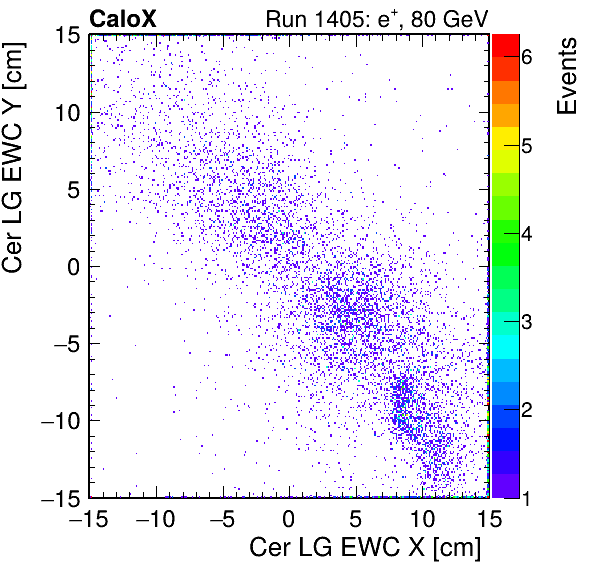 CaloX Run 1405: e+, 80 GeV
Cer LG EWC Y [cm]
15
10
5
0
−5
−10
−15
−15 −10 −5 0 5 10 15
Cer LG EWC X [cm]
Events
6
5
4
3
2
1